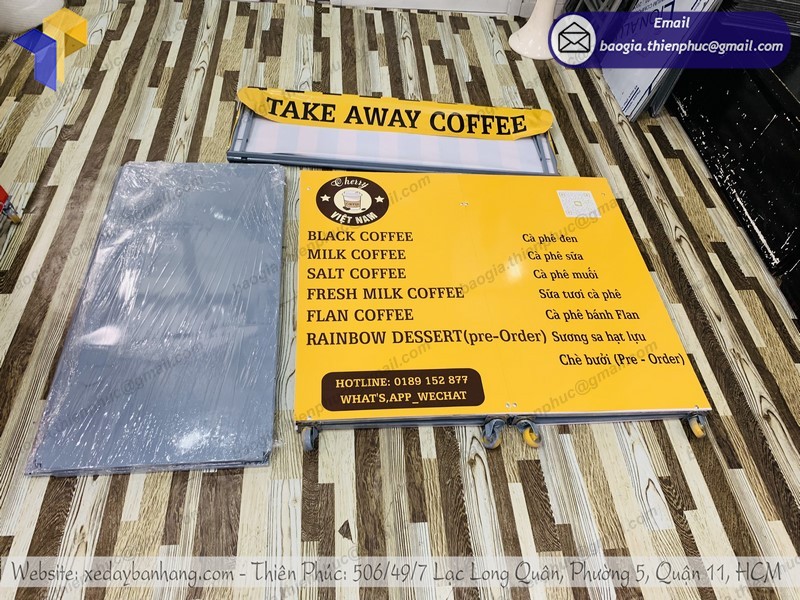 Email
baogia.thienphuc@gmail.com
TAKE AWAY COFFEE
Cherry
VIỆT NAM
BLACK COFFEE Cà phê đen
MILK COFFEE Cà phê sữa
SALT COFFEE Cà phê muối
FRESH MILK COFFEE Sữa tươi cà phê
FLAN COFFEE Cà phê bánh Flan
RAINBOW DESSERT(pre-Order) Sương sa hạt lựu
Chè bưởi (Pre - Order)
HOTLINE: 0189 152 877
WHAT'S,APP_WECHAT
Website: xedaybanhang.com - Thiên Phúc: 506/49/7 Lạc Long Quân, Phường 5, Quận 11, HCM